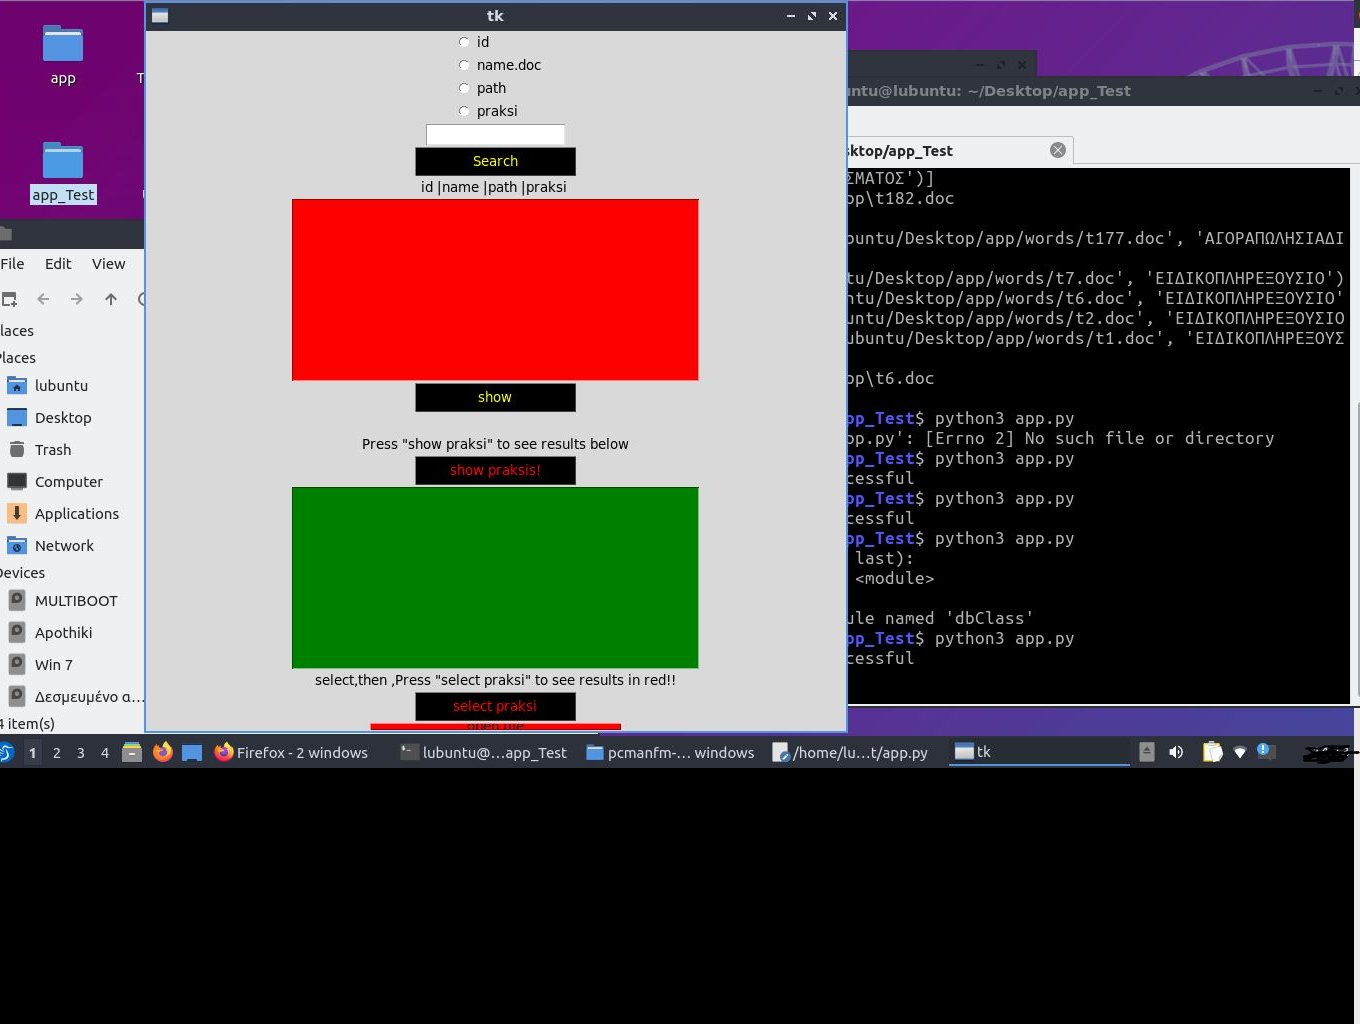 tk
id
name.doc
path
praksi
Search
id |name |path |praksi
show
Press "show praksi" to see results below
show praksis!
select,then ,Press "select praksi" to see results in red!!
select praksi
open file
app
app_Test
File Edit View
laces
Places
lubuntu
Desktop
Trash
Computer
Applications
Network
Devices
MULTIBOOT
Apothiki
Win 7
Δεσμευμένο α...
4 item(s)
untu@lubuntu: ~/Desktop/app_Test
sktop/app_Test
ΣΜΑΤΟΣ')]
op\t182.doc
buntu/Desktop/app/words/t177.doc', 'ΑΓΟΡΑΠΩΛΗΣΙΑΔΙ
tu/Desktop/app/words/t7.doc', 'ΕΙΔΙΚΟΠΛΗΡΕΞΟΥΣΙΟ')
ntu/Desktop/app/words/t6.doc', 'ΕΙΔΙΚΟΠΛΗΡΕΞΟΥΣΙΟ'
untu/Desktop/app/words/t2.doc', 'ΕΙΔΙΚΟΠΛΗΡΕΞΟΥΣΙΟ
ubuntu/Desktop/app/words/t1.doc', 'ΕΙΔΙΚΟΠΛΗΡΕΞΟΥΣ
op\t6.doc
pp_Test$ python3 app.py
pp.py': [Errno 2] No such file or directory
pp_Test$ python3 app.py
cessful
pp_Test$ python3 app.py
cessful
pp_Test$ python3 app.py
last):
<module>
ule named 'dbClass'
pp_Test$ python3 app.py
cessful
1 2 3 4 Firefox - 2 windows lubuntu@...app_Test pcmanfm-... windows /home/lu...t/app.py tk